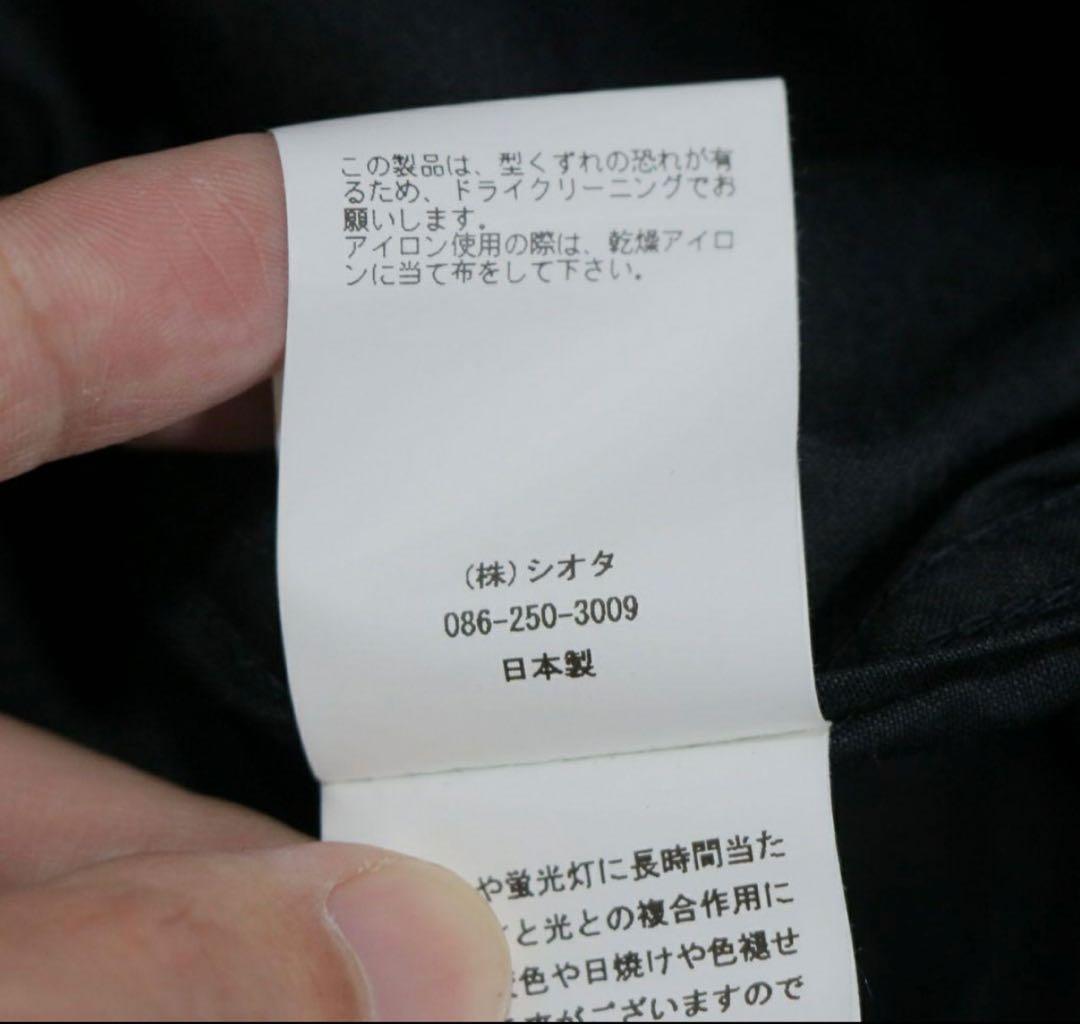 この製品は、型くずれの恐れが有
るため、ドライクリーニングでお
願いします。
アイロン使用の際は、乾燥アイロ
ンに当て布をして下さい。
(株)シオタ
086-250-3009
日本製
や蛍光灯に長時間当た
と光との複合作用に
色や日焼けや色褪せ
がございますので